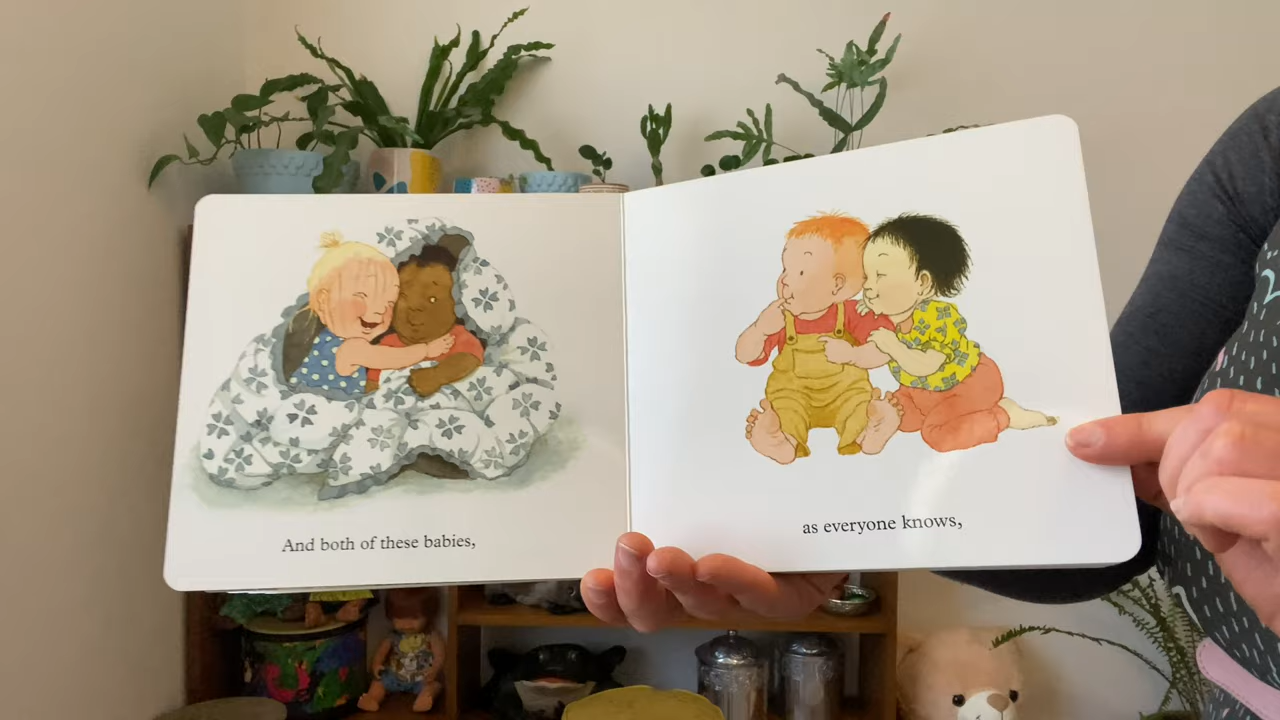 And both of these babies,
as everyone knows,